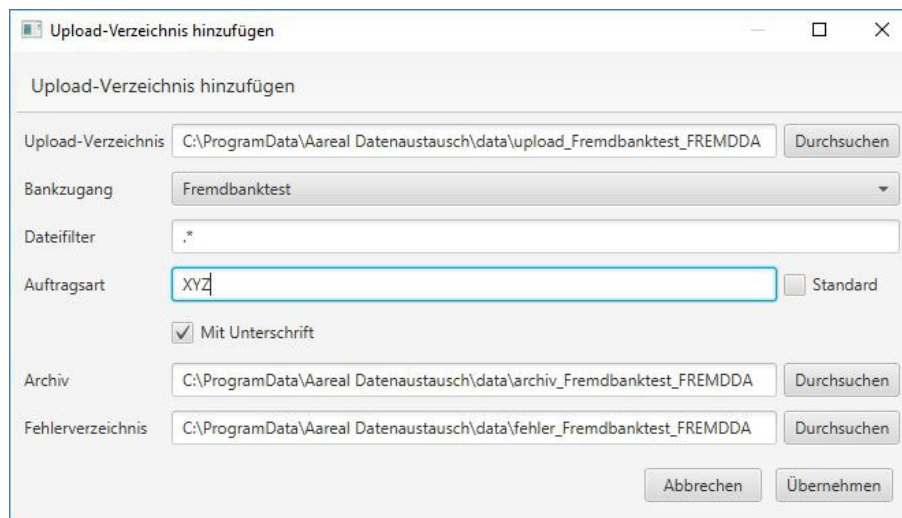 Upload-Verzeichnis hinzufügen
Upload-Verzeichnis hinzufügen
Upload-Verzeichnis C:\ProgramData\Aareal Datenaustausch\data\upload_Fremdbanktest_FREMDDA Durchsuchen
Bankzugang Fremdbanktest
Dateifilter .*
Auftragsart XYZ Standard
Mit Unterschrift
Archiv C:\ProgramData\Aareal Datenaustausch\data\archiv_Fremdbanktest_FREMDDA Durchsuchen
Fehlerverzeichnis C:\ProgramData\Aareal Datenaustausch\data\fehler_Fremdbanktest_FREMDDA Durchsuchen
Abbrechen Übernehmen